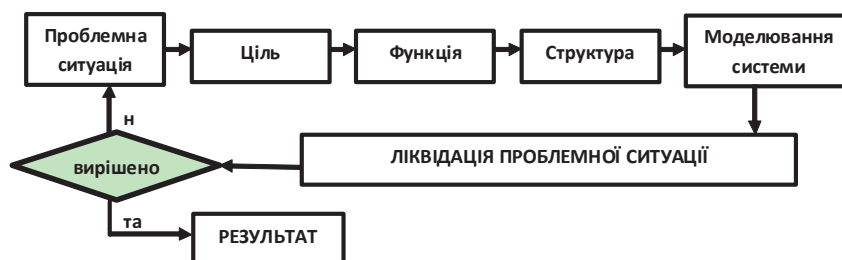 Проблемна
ситуація
Ціль
Функція
Структура
Моделювання
системи
н
вирішено
ЛІКВІДАЦІЯ ПРОБЛЕМНОЇ СИТУАЦІЇ
та
РЕЗУЛЬТАТ